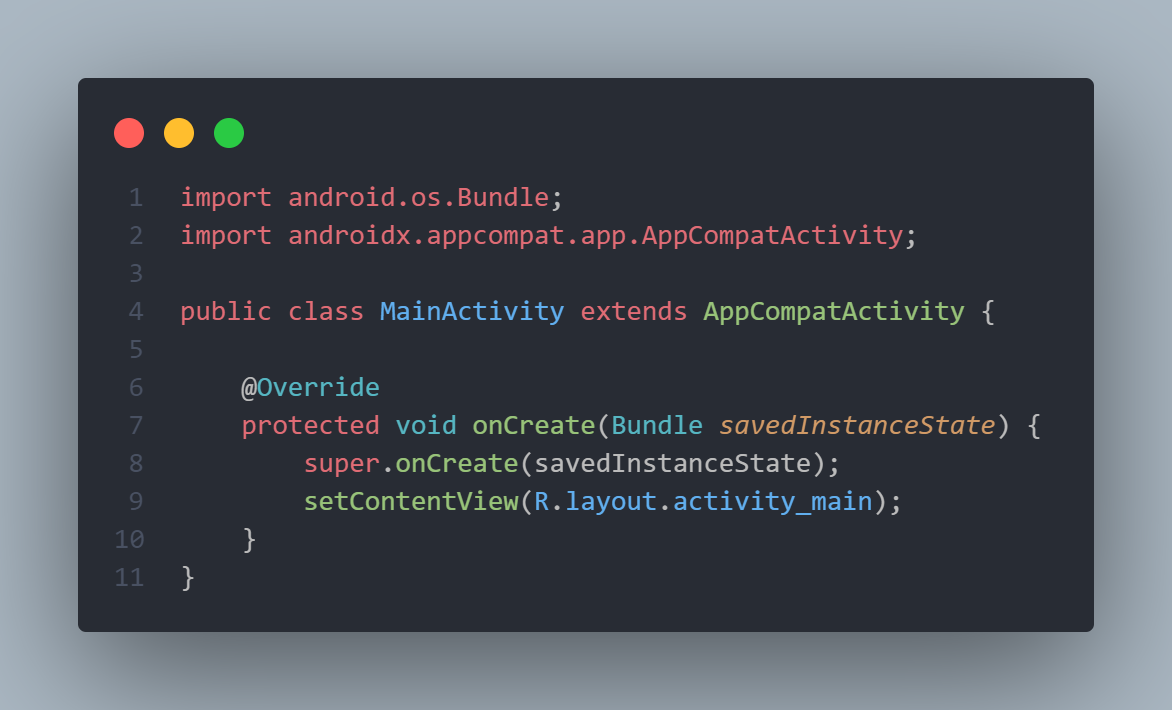 1 import android.os.Bundle;
2 import androidx.appcompat.app.AppCompatActivity;
3
4 public class MainActivity extends AppCompatActivity {
5
6     @Override
7     protected void onCreate(Bundle savedInstanceState) {
8         super.onCreate(savedInstanceState);
9         setContentView(R.layout.activity_main);
10     }
11 }